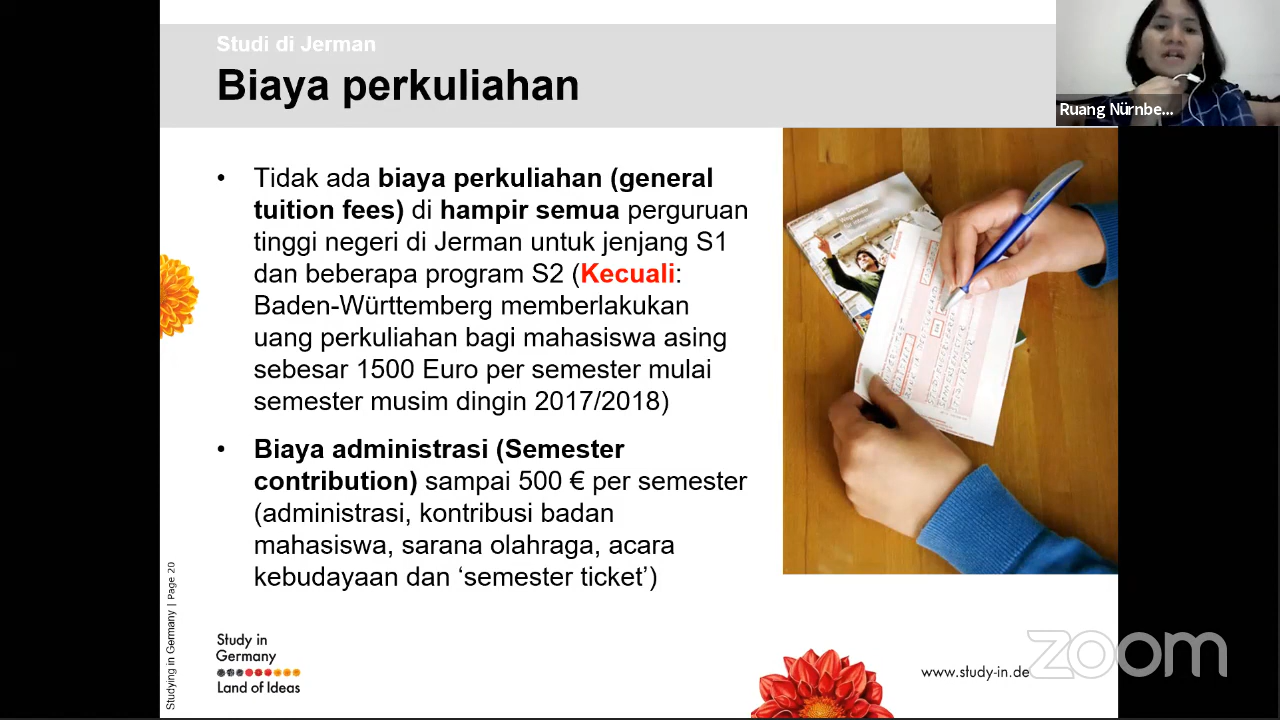 Studi di Jerman
Biaya perkuliahan
Ruang Nürnbe...
• Tidak ada biaya perkuliahan (general
tuition fees) di hampir semua perguruan
tinggi negeri di Jerman untuk jenjang S1
dan beberapa program S2 (Kecuali:
Baden-Württemberg memberlakukan
uang perkuliahan bagi mahasiswa asing
sebesar 1500 Euro per semester mulai
semester musim dingin 2017/2018)
• Biaya administrasi (Semester
contribution) sampai 500 € per semester
(administrasi, kontribusi badan
mahasiswa, sarana olahraga, acara
kebudayaan dan ‘semester ticket’)
Studying in Germany | Page 20
Study in
Germany
Land of Ideas
www.study-in.de
zoom